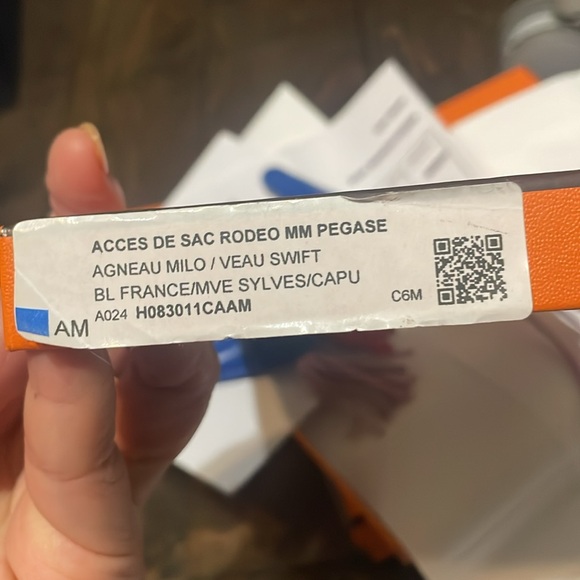 ACCES DE SAC RODEO MM PEGASE
AGNEAU MILO / VEAU SWIFT
BL FRANCE/MVE SYLVES/CAPU
AM A024 H083011CAAM C6M